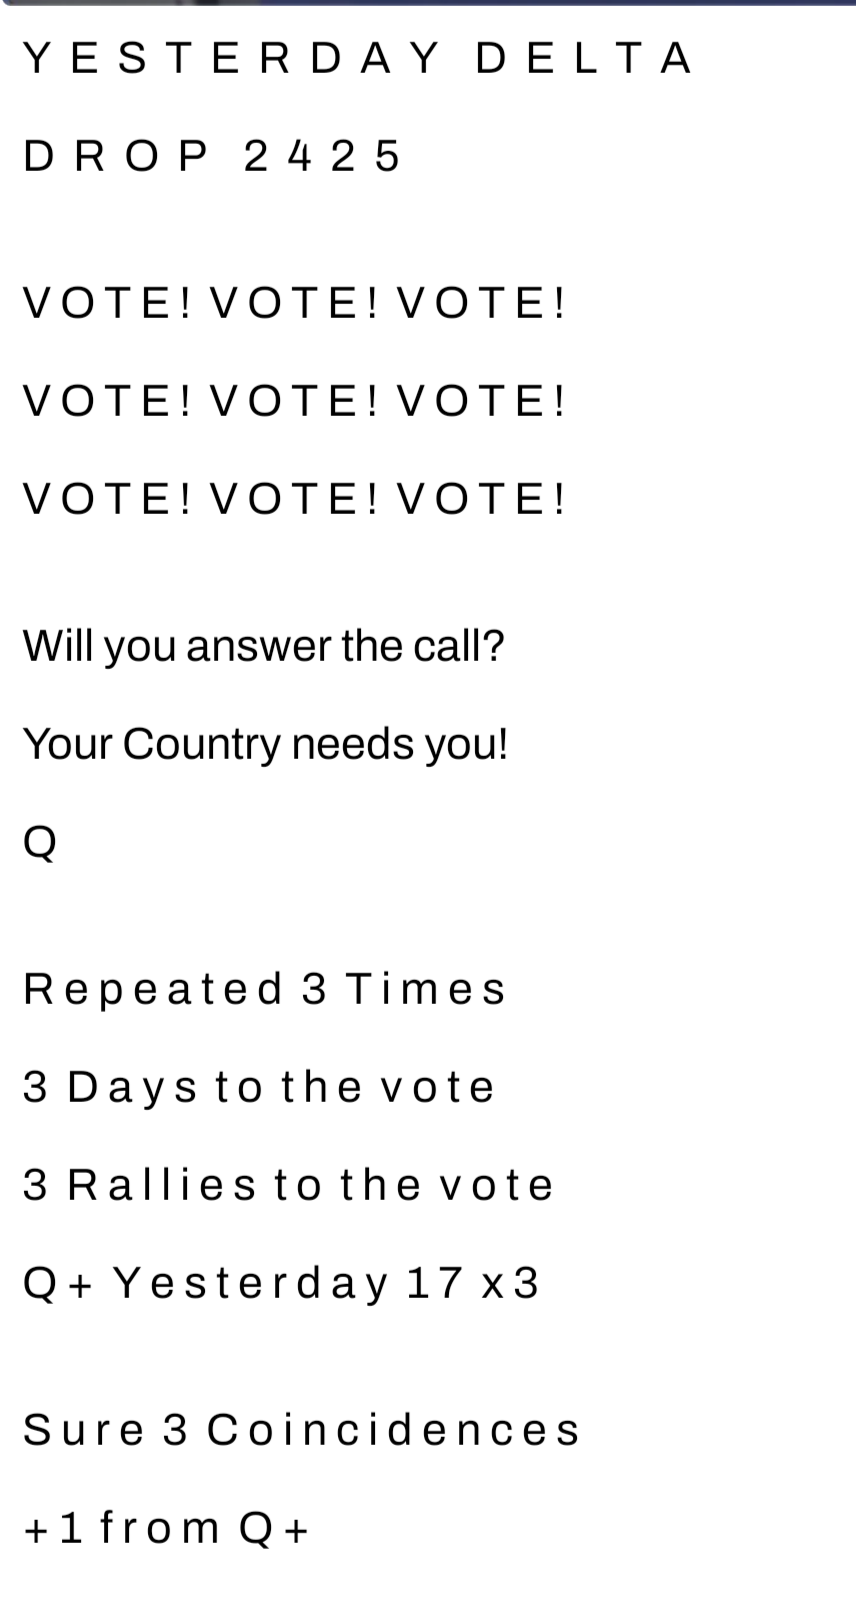 YESTERDAY DELTA
DROP 2425
VOTE! VOTE! VOTE!
VOTE! VOTE! VOTE!
VOTE! VOTE! VOTE!
Will you answer the call?
Your Country needs you!
Q
Repeated 3 Times
3 Days to the vote
3 Rallies to the vote
Q+ Yesterday 17 x3
Sure 3 Coincidences
+1 from Q+